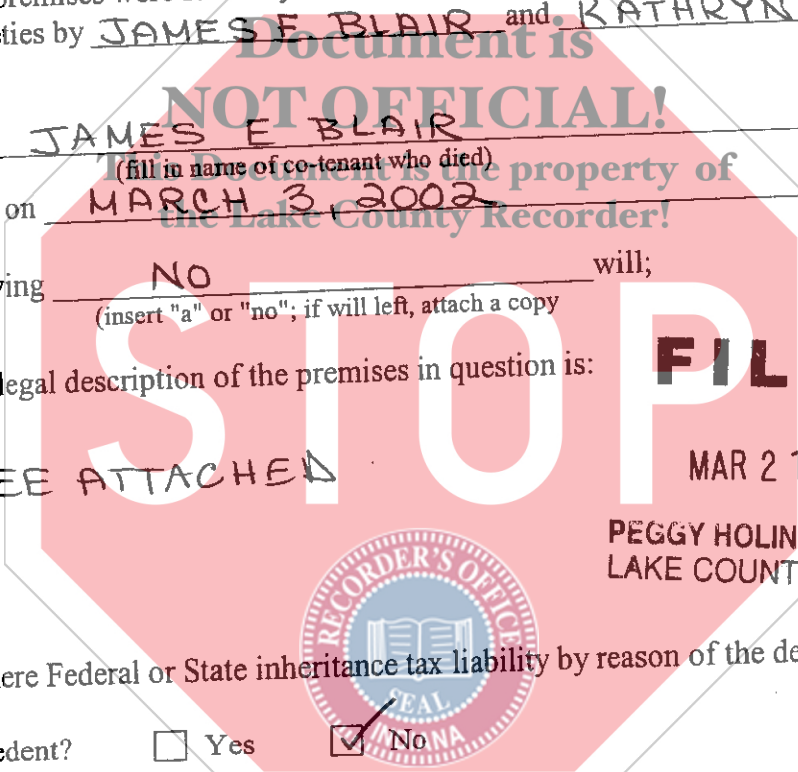 ties by JAMES E. BLAIR and KATHRYN
Document is
NOT OFFICIAL!
JAMES E BLAIR
(fill in name of co-tenant who died)
This Document is the property of
on MARCH 3, 2002
the Lake County Recorder!
ving NO will;
(insert "a" or "no"; if will left, attach a copy
legal description of the premises in question is:
FIL
STOP
EE ATTACHED
MAR 2
PEGGY HOLIN
LAKE COUNT
RECORDER'S OFFICE
ere Federal or State inheritance tax liability by reason of the de
SEAL
INDIANA
edent? Yes No